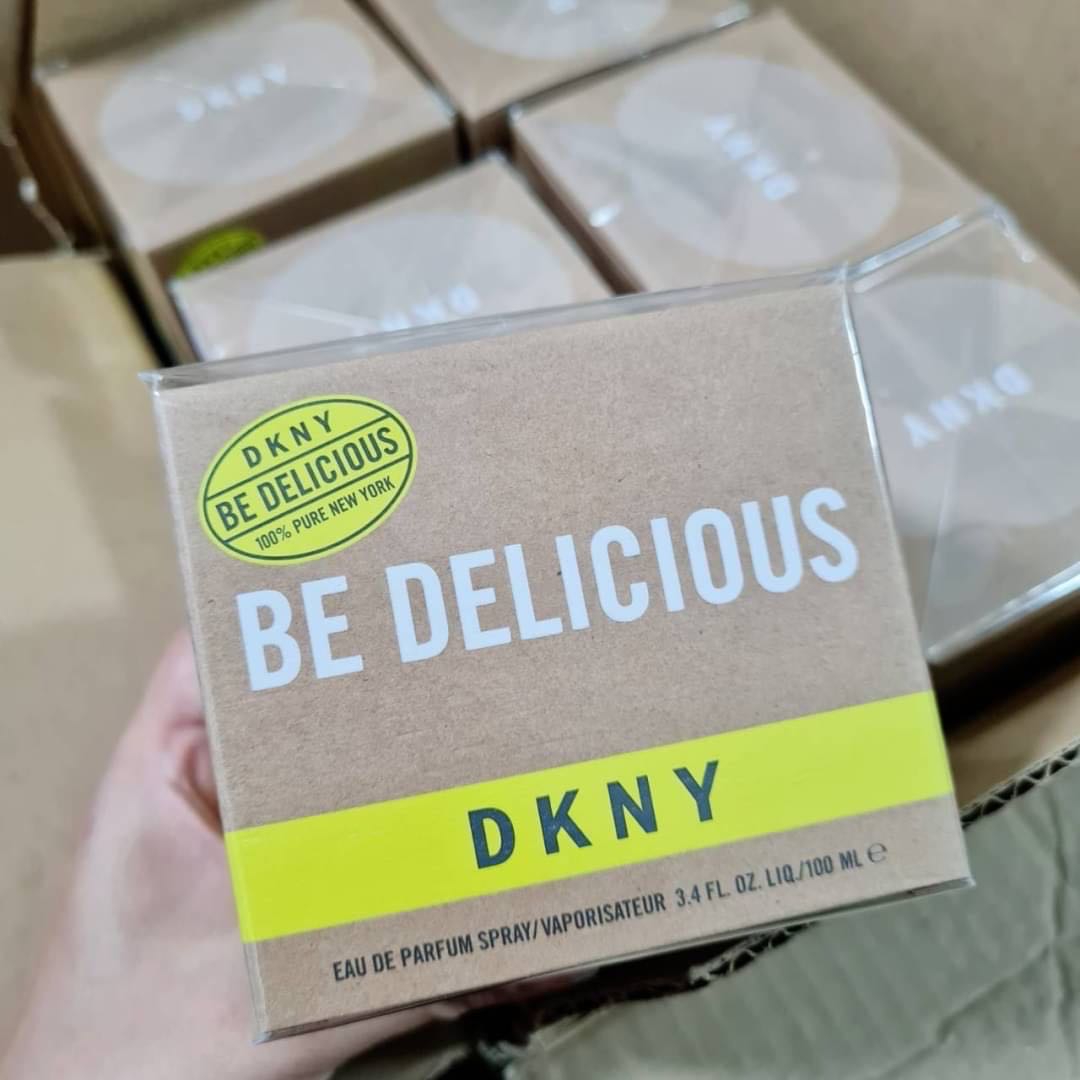 DKNY
DKNY
DKNY
DKNY
DKNY
BE DELICIOUS
100% PURE NEW YORK
BE DELICIOUS
DKNY
EAU DE PARFUM SPRAY/VAPORISATEUR 3.4 FL. OZ. LIQ./100 ML ℮